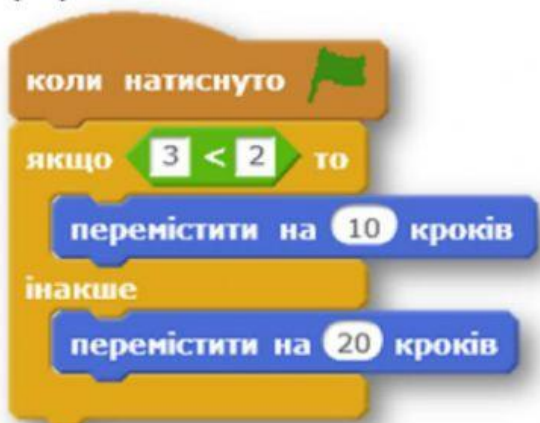 коли натиснуто
якщо 3 < 2 то
перемістити на 10 кроків
інакше
перемістити на 20 кроків